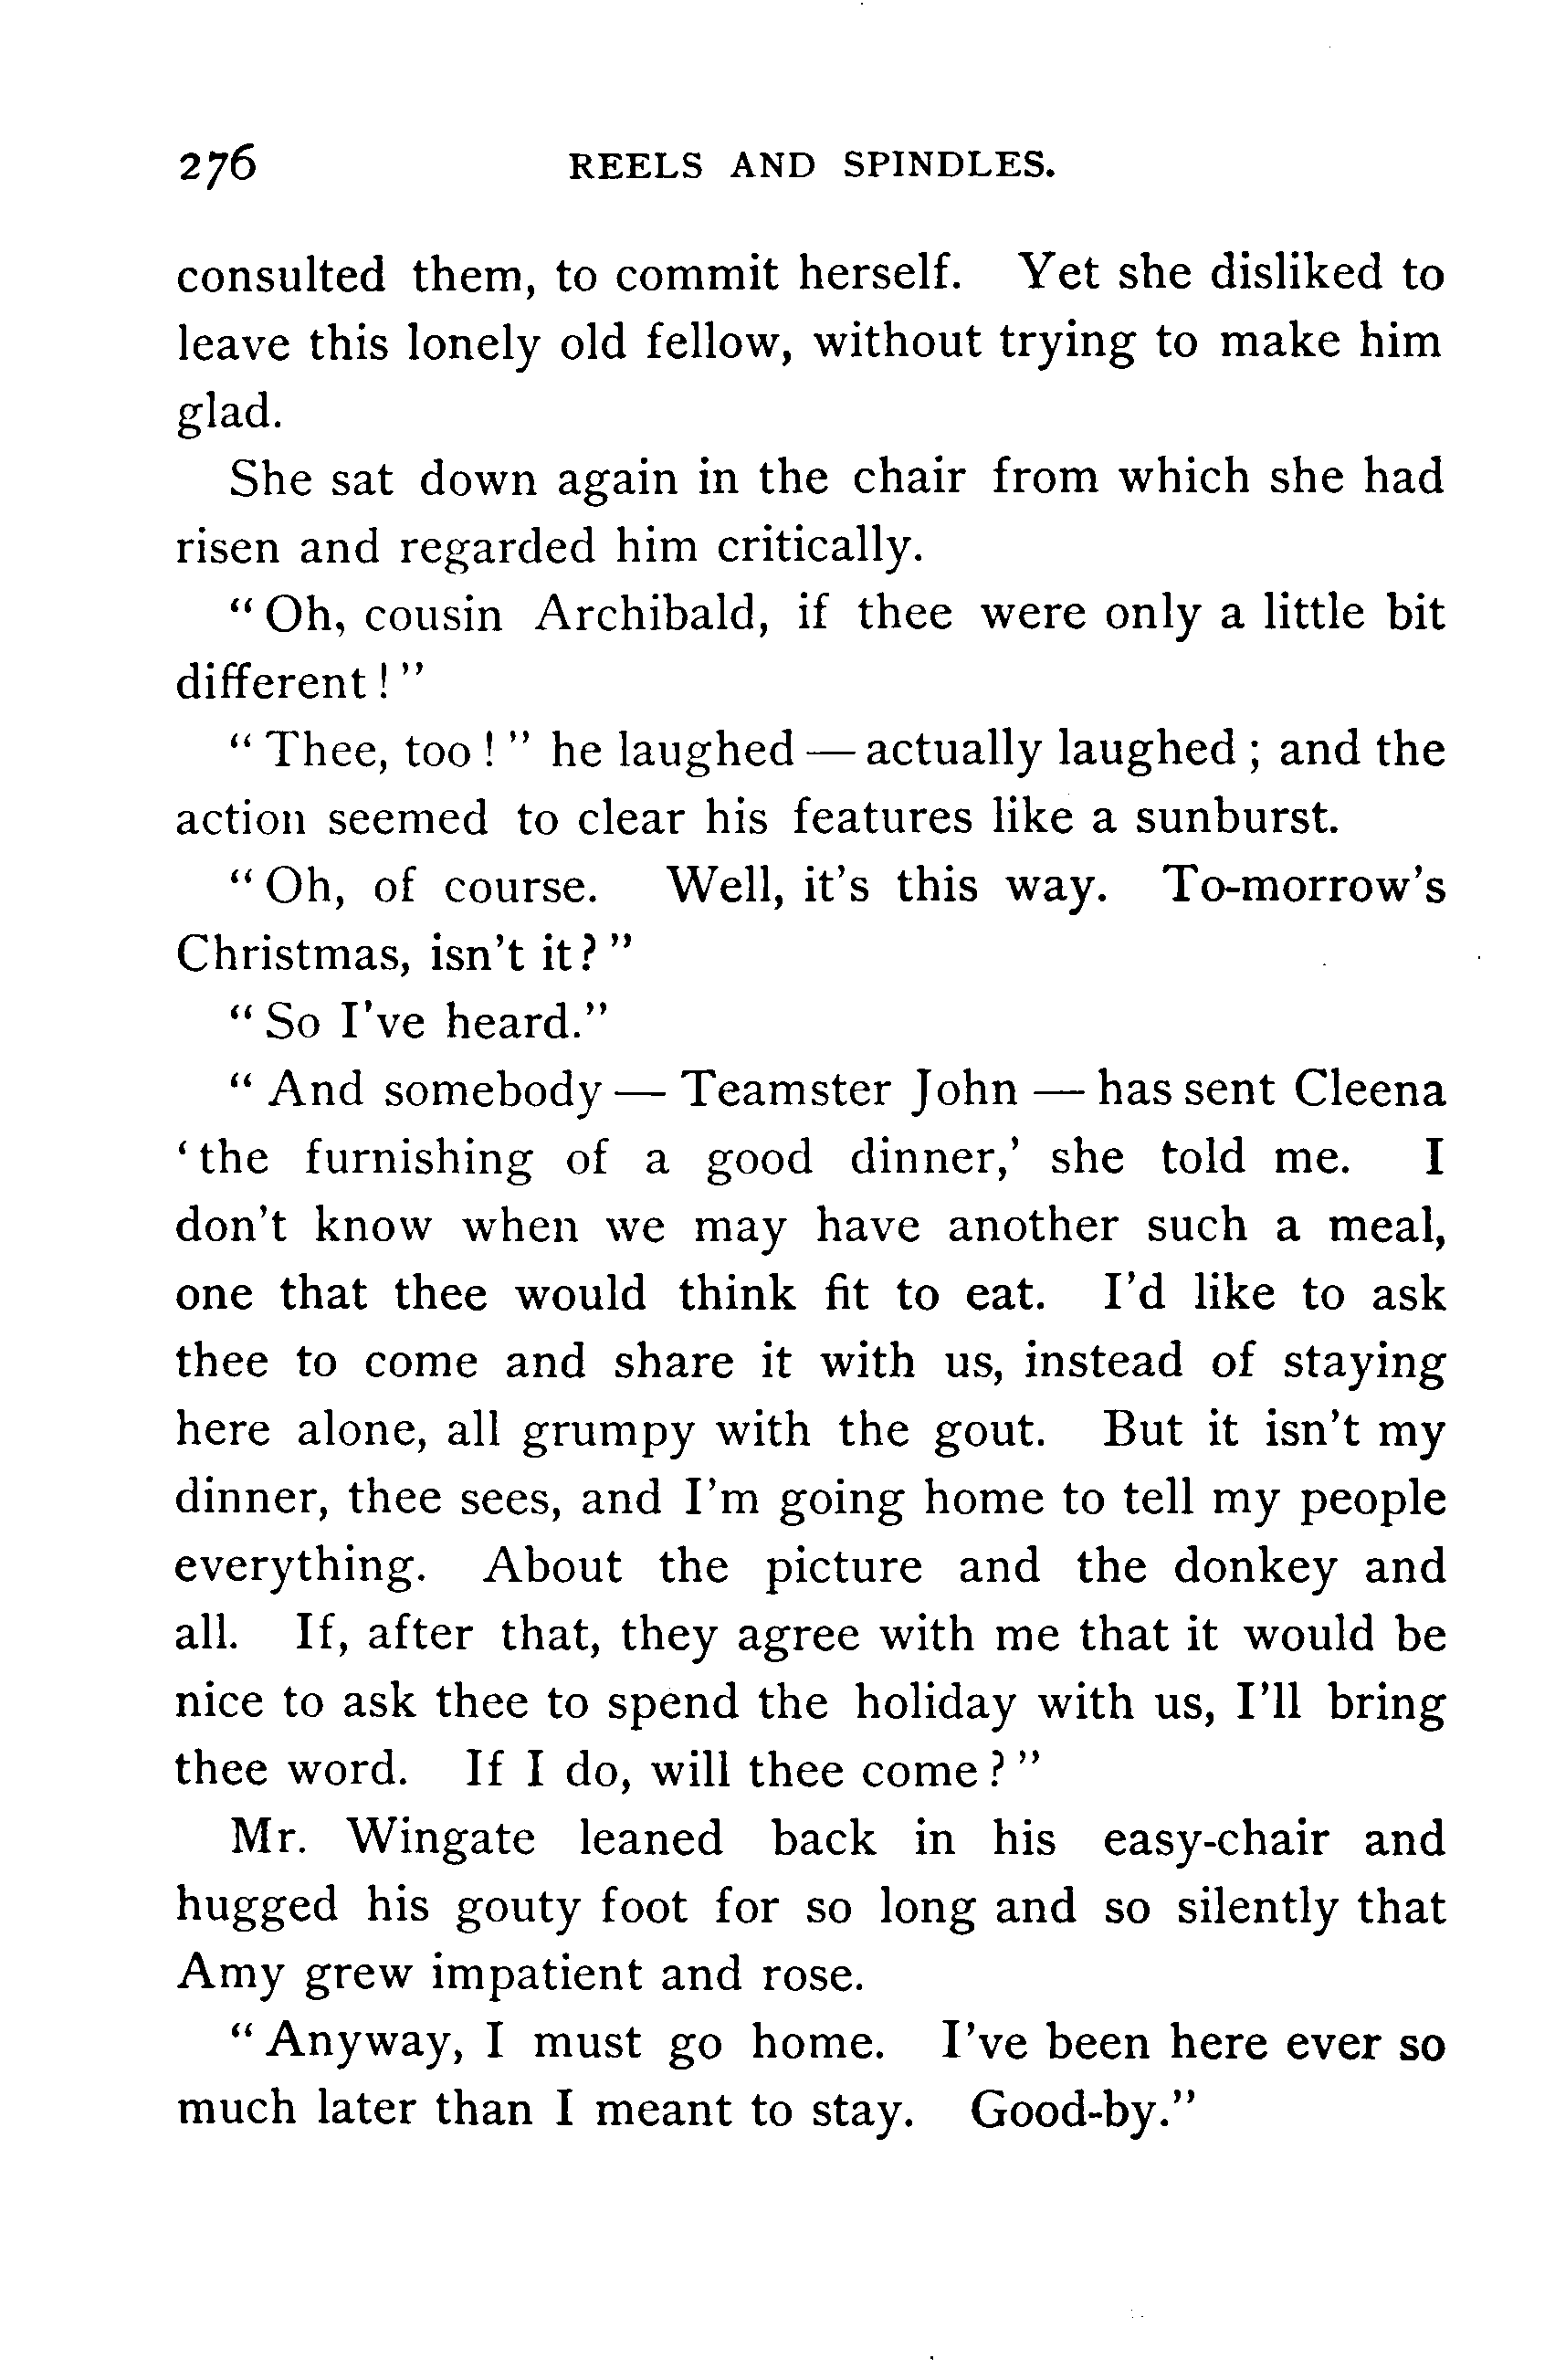 276 REELS AND SPINDLES.
consulted them, to commit herself. Yet she disliked to
leave this lonely old fellow, without trying to make him
glad.
She sat down again in the chair from which she had
risen and regarded him critically.
“Oh, cousin Archibald, if thee were only a little bit
different!”
“Thee, too!” he laughed — actually laughed; and the
action seemed to clear his features like a sunburst.
“Oh, of course. Well, it’s this way. To-morrow’s
Christmas, isn’t it?”
“So I’ve heard.”
“And somebody — Teamster John — has sent Cleena
‘the furnishing of a good dinner,’ she told me. I
don’t know when we may have another such a meal,
one that thee would think fit to eat. I’d like to ask
thee to come and share it with us, instead of staying
here alone, all grumpy with the gout. But it isn’t my
dinner, thee sees, and I’m going home to tell my people
everything. About the picture and the donkey and
all. If, after that, they agree with me that it would be
nice to ask thee to spend the holiday with us, I’ll bring
thee word. If I do, will thee come?”
Mr. Wingate leaned back in his easy-chair and
hugged his gouty foot for so long and so silently that
Amy grew impatient and rose.
“Anyway, I must go home. I’ve been here ever so
much later than I meant to stay. Good-by.”